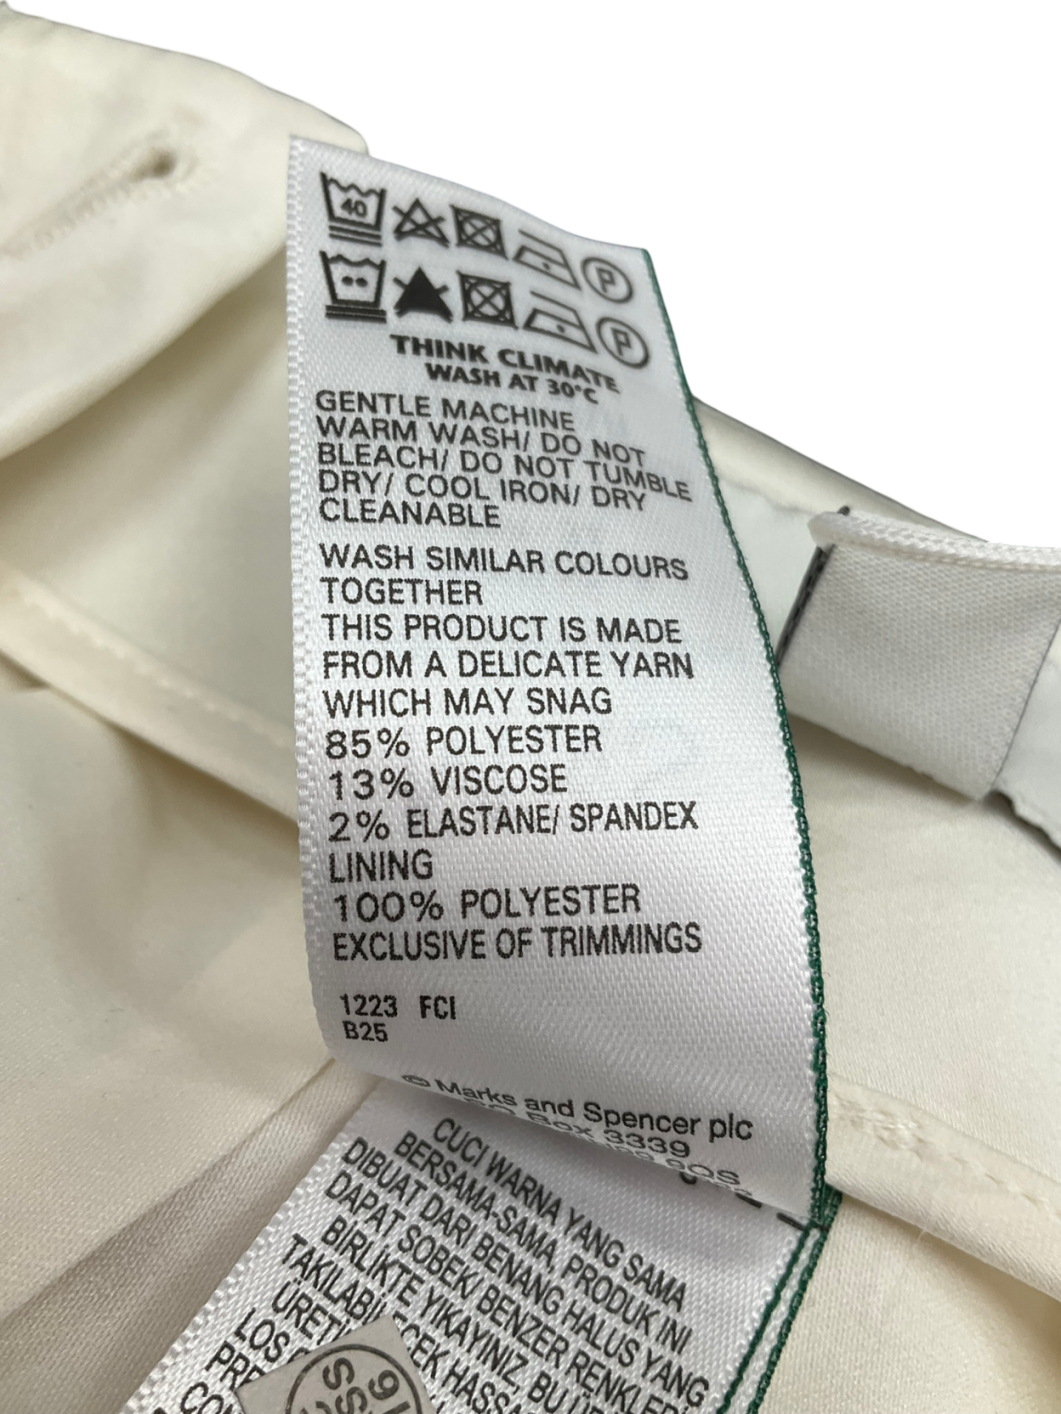 40
P
P
THINK CLIMATE
WASH AT 30°C
GENTLE MACHINE
WARM WASH/ DO NOT
BLEACH/ DO NOT TUMBLE
DRY/ COOL IRON/ DRY
CLEANABLE
WASH SIMILAR COLOURS
TOGETHER
THIS PRODUCT IS MADE
FROM A DELICATE YARN
WHICH MAY SNAG
85% POLYESTER
13% VISCOSE
2% ELASTANE/ SPANDEX
LINING
100% POLYESTER
EXCLUSIVE OF TRIMMINGS
1223 FCI
B25
© Marks and Spencer plc
PO Box 3339
9QS
CUCI WARNA YANG SAMA
BERSAMA-SAMA, PRODUK INI
DIBUAT DARI BENANG HALUS YANG
DAPAT SOBEK/ BENZER RENKLE
BIRLIKTE YIKAYINIZ, BU
LOS